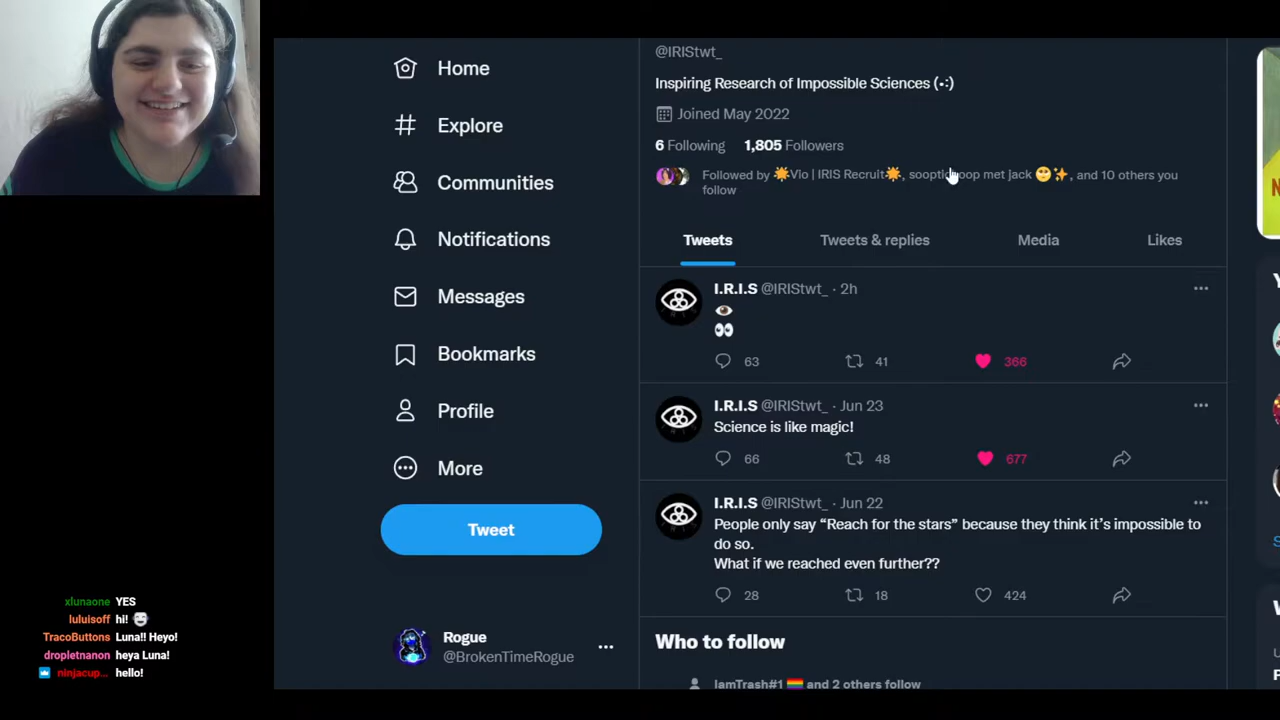 @IRIStwt_
Inspiring Research of Impossible Sciences (•:)
Joined May 2022
6 Following 1,805 Followers
Followed by 🌟Vio | IRIS Recruit🌟, soopti op met jack 🙄✨, and 10 others you
follow
Home
Explore
Communities
Notifications
Messages
Bookmarks
Profile
More
Tweet
Rogue
@BrokenTimeRogue
Tweets Tweets & replies Media Likes
I.R.I.S @IRIStwt_ · 2h
👁
👀
63 41 366
I.R.I.S @IRIStwt_ · Jun 23
Science is like magic!
66 48 677
I.R.I.S @IRIStwt_ · Jun 22
People only say “Reach for the stars” because they think it’s impossible to
do so.
What if we reached even further??
28 18 424
Who to follow
IamTrash#1 🏳️‍🌈 and 2 others follow
xlunaone YES
luluisoff hi!
TracoButtons Luna!! Heyo!
dropletnanon heya Luna!
ninjacup... hello!